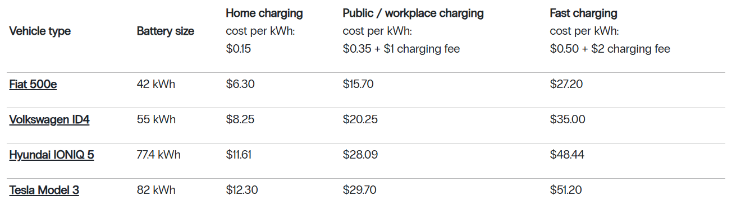 Home charging Public / workplace charging Fast charging
Vehicle type Battery size cost per kWh: cost per kWh: cost per kWh:
$0.15 $0.35 + $1 charging fee $0.50 + $2 charging fee
Fiat 500e 42 kWh $6.30 $15.70 $27.20
Volkswagen ID4 55 kWh $8.25 $20.25 $35.00
Hyundai IONIQ 5 77.4 kWh $11.61 $28.09 $48.44
Tesla Model 3 82 kWh $12.30 $29.70 $51.20